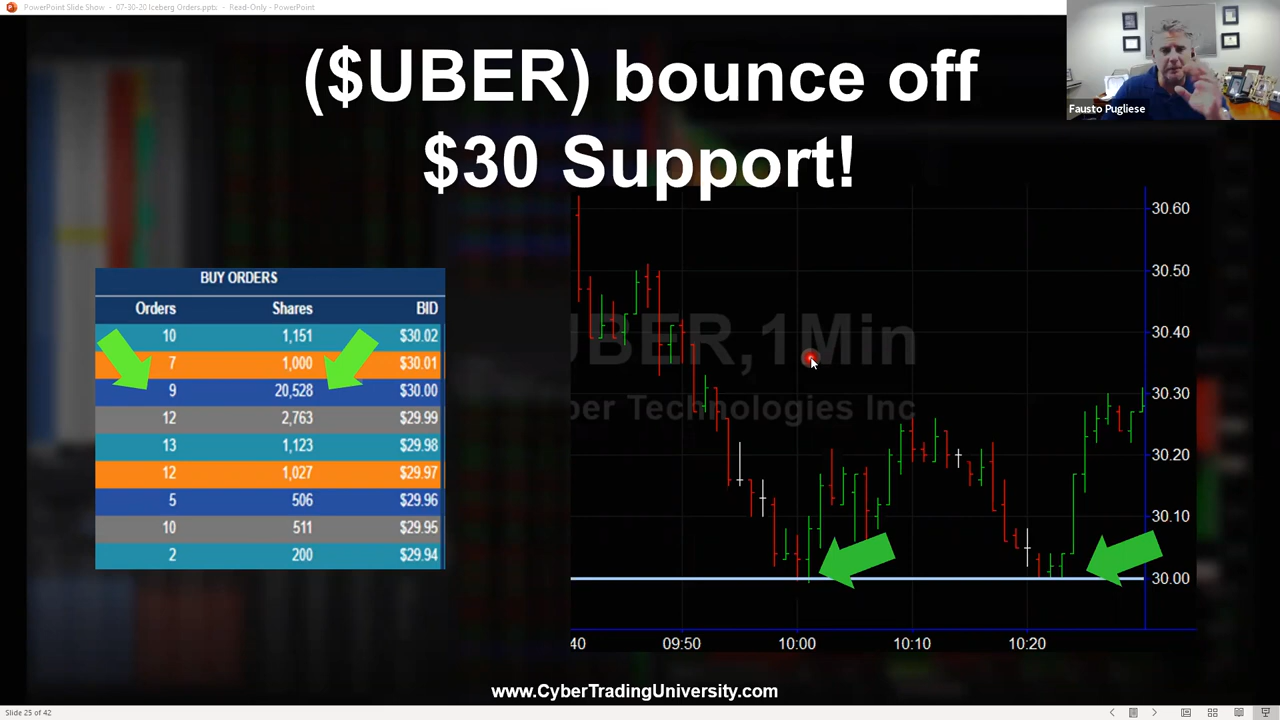 PowerPoint Slide Show - 07-30-20 Iceberg Orders.pptx - Read-Only - PowerPoint
($UBER) bounce off
$30 Support!
Fausto Pugliese
BUY ORDERS
Orders Shares BID
10 1,151 $30.02
7 1,000 $30.01
9 20,528 $30.00
12 2,763 $29.99
13 1,123 $29.98
12 1,027 $29.97
5 506 $29.96
10 511 $29.95
2 200 $29.94
UBER,1Min
ber Technologies Inc
30.60
30.50
30.40
30.30
30.20
30.10
30.00
40 09:50 10:00 10:10 10:20
www.CyberTradingUniversity.com
Slide 25 of 42